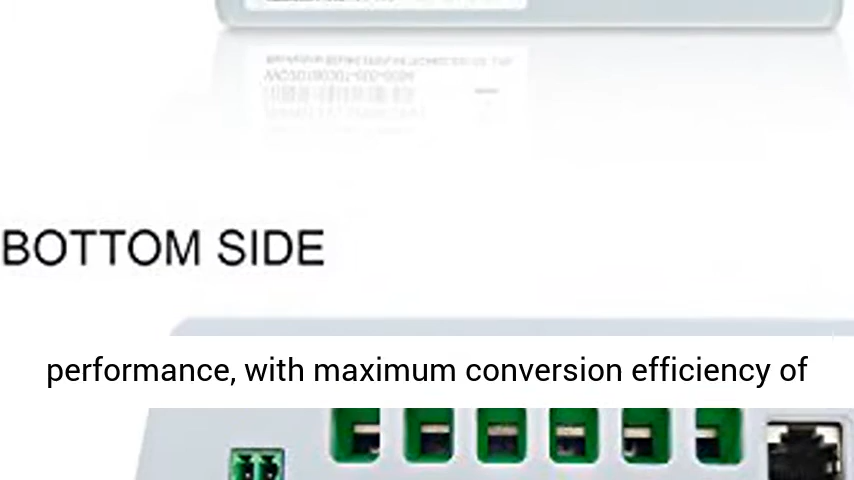 BOTTOM SIDE
performance, with maximum conversion efficiency of